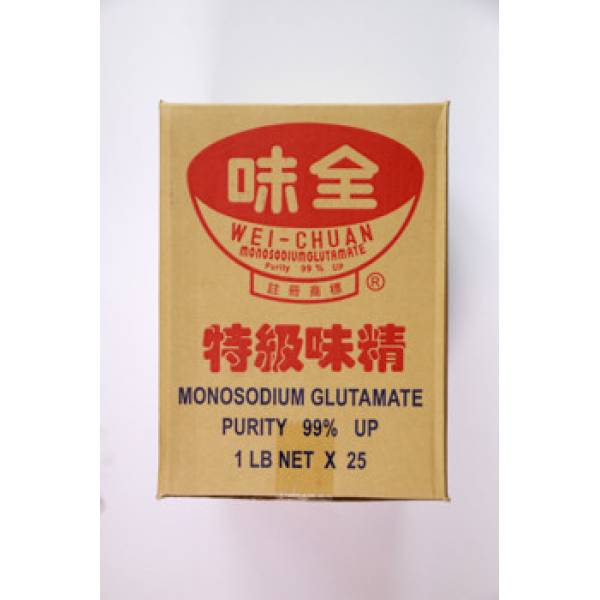 味全
WEI-CHUAN
MONOSODIUMGLUTAMATE
Purity 99% UP
註冊商標
®
特級味精
MONOSODIUM GLUTAMATE
PURITY 99% UP
1 LB NET X 25